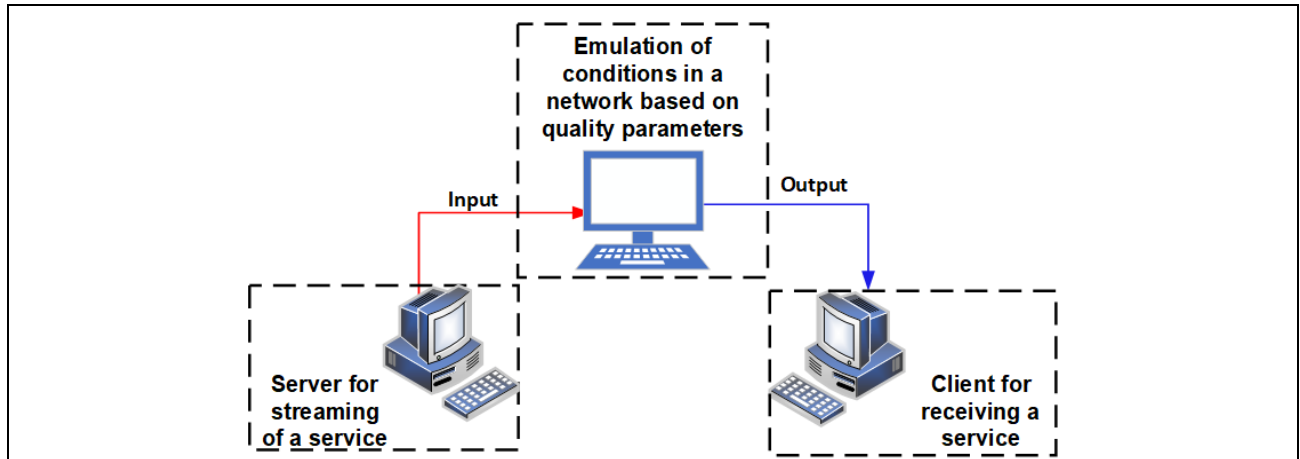 Emulation of
conditions in a
network based on
quality parameters
Input
Output
Server for
streaming
of a service
Client for
receiving a
service